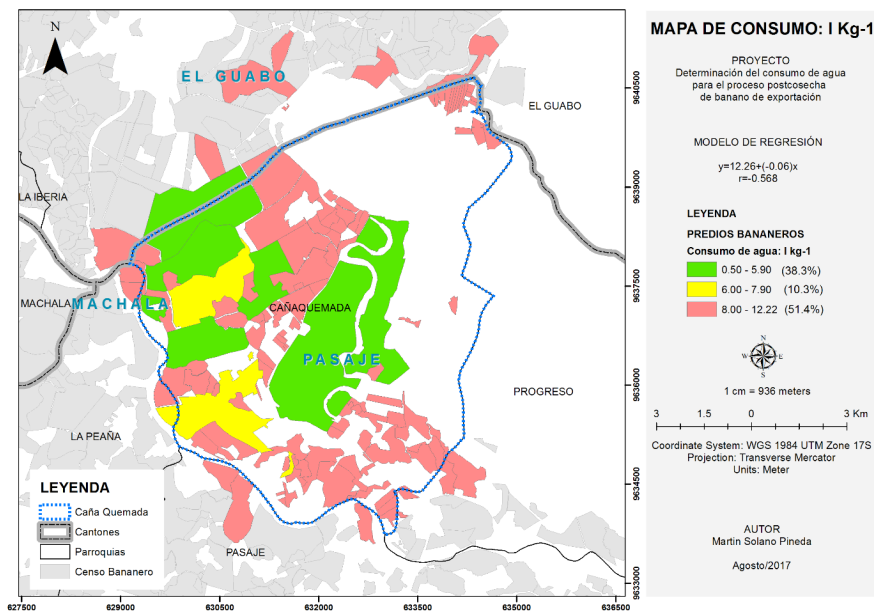 MAPA DE CONSUMO: l Kg-1
PROYECTO
Determinación del consumo de agua
para el proceso postcosecha
de banano de exportación
MODELO DE REGRESIÓN
y=12.26+(-0.06)x
r=-0.568
LEYENDA
PREDIOS BANANEROS
Consumo de agua: l kg-1
0.50 - 5.90 (38.3%)
6.00 - 7.90 (10.3%)
8.00 - 12.22 (51.4%)
N
W E
S
1 cm = 936 meters
3 1.5 0 3 Km
Coordinate System: WGS 1984 UTM Zone 17S
Projection: Transverse Mercator
Units: Meter
AUTOR
Martin Solano Pineda
Agosto/2017
N
EL GUABO
EL GUABO
LA IBERIA
MACHALA
MACHALA
CAÑAQUEMADA
PASAJE
PROGRESO
LA PEAÑA
PASAJE
LEYENDA
Caña Quemada
Cantones
Parroquias
Censo Bananero
9640500
9639000
9637500
9636000
9634500
9633000
627500 629000 630500 632000 633500 635000 636500